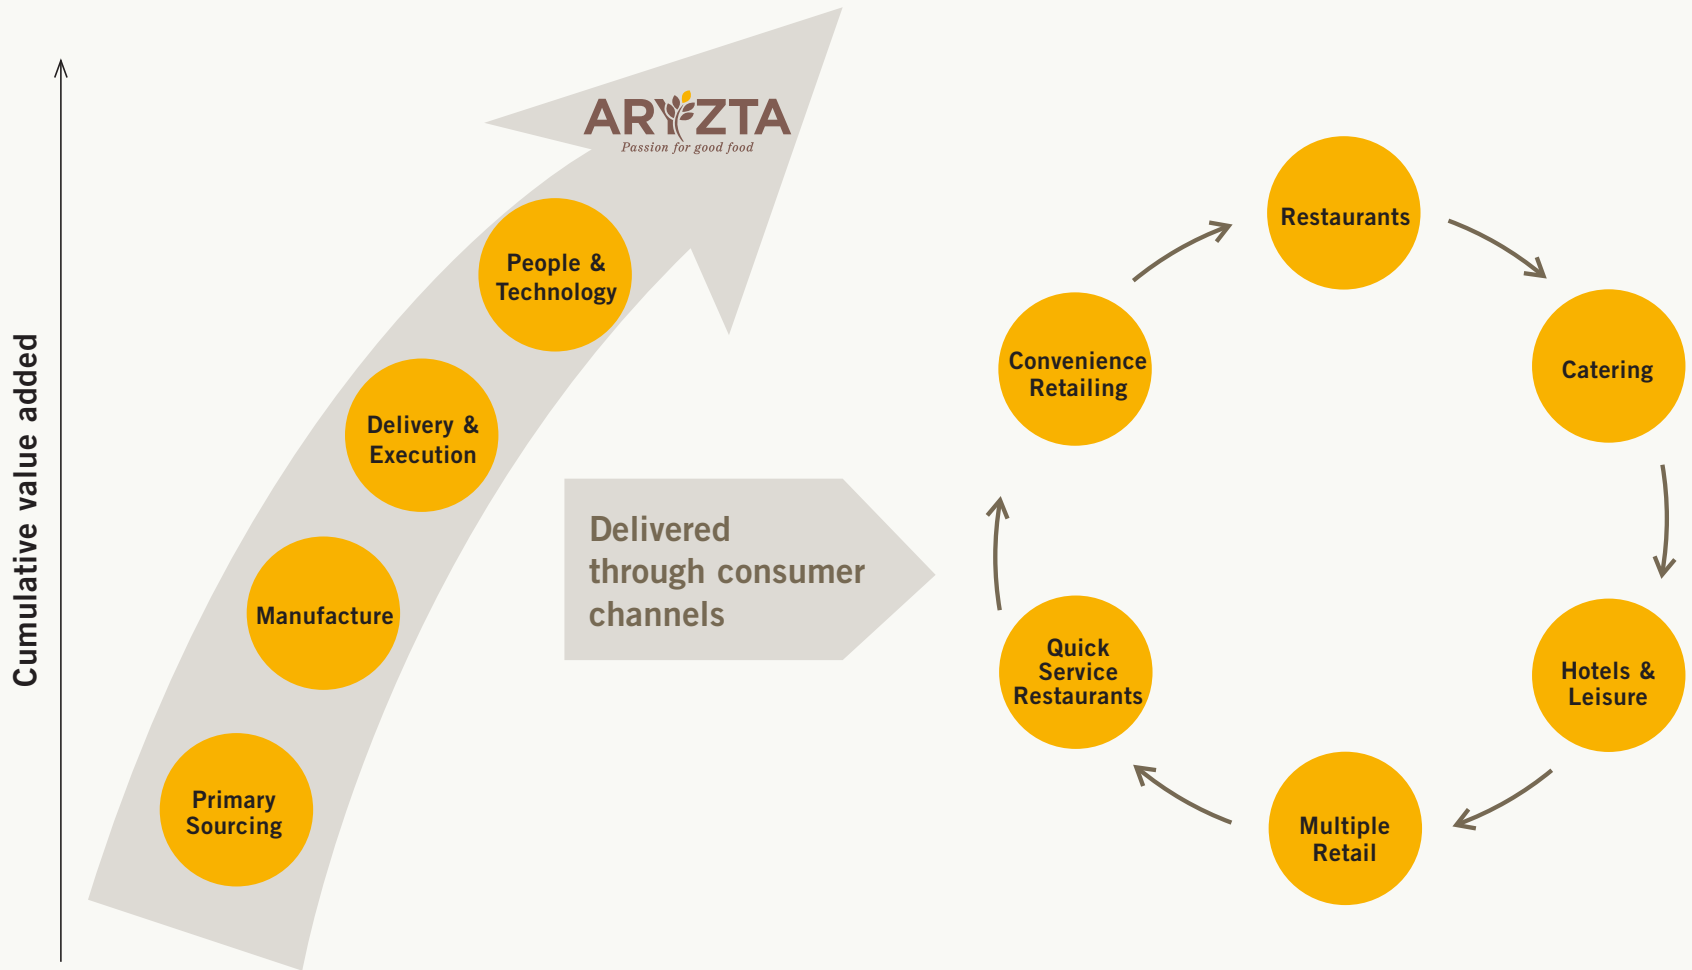 Cumulative value added
ARYZTA
Passion for good food
People &
Technology
Delivery &
Execution
Manufacture
Primary
Sourcing
Delivered
through consumer
channels
Restaurants
Catering
Hotels &
Leisure
Multiple
Retail
Quick
Service
Restaurants
Convenience
Retailing